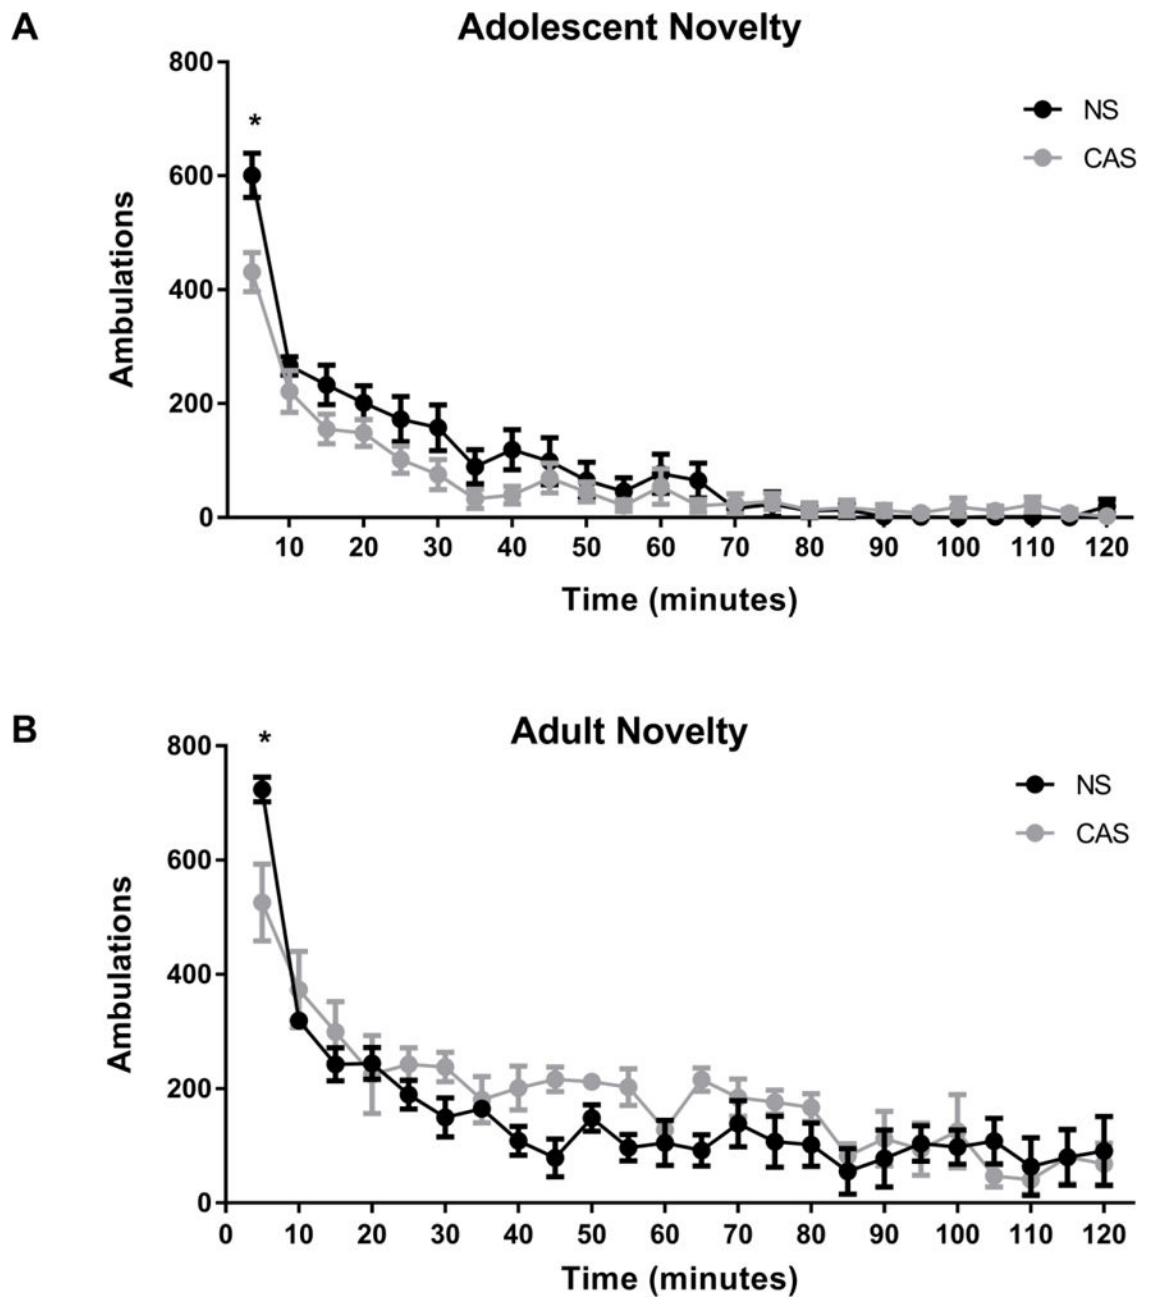 A
Adolescent Novelty
800
*
NS
CAS
600
400
200
0
Ambulations
10 20 30 40 50 60 70 80 90 100 110 120
Time (minutes)
B
Adult Novelty
800
*
NS
CAS
600
400
200
0
Ambulations
0 10 20 30 40 50 60 70 80 90 100 110 120
Time (minutes)